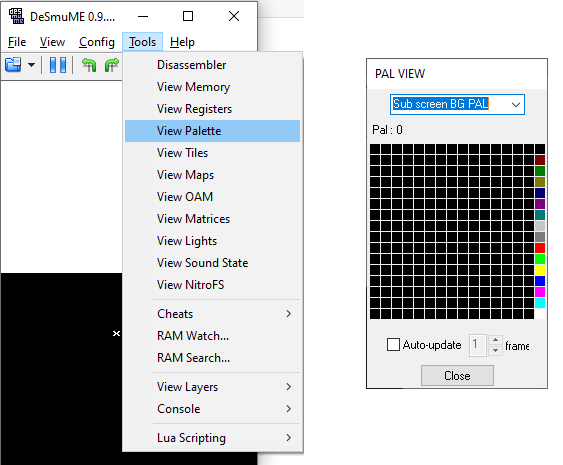 DeSmuME 0.9....
File View Config Tools Help
Disassembler
View Memory
View Registers
View Palette
View Tiles
View Maps
View OAM
View Matrices
View Lights
View Sound State
View NitroFS
Cheats
RAM Watch...
RAM Search...
View Layers
Console
Lua Scripting
PAL VIEW
Sub screen BG PAL
Pal : 0
Auto-update 1 frame
Close